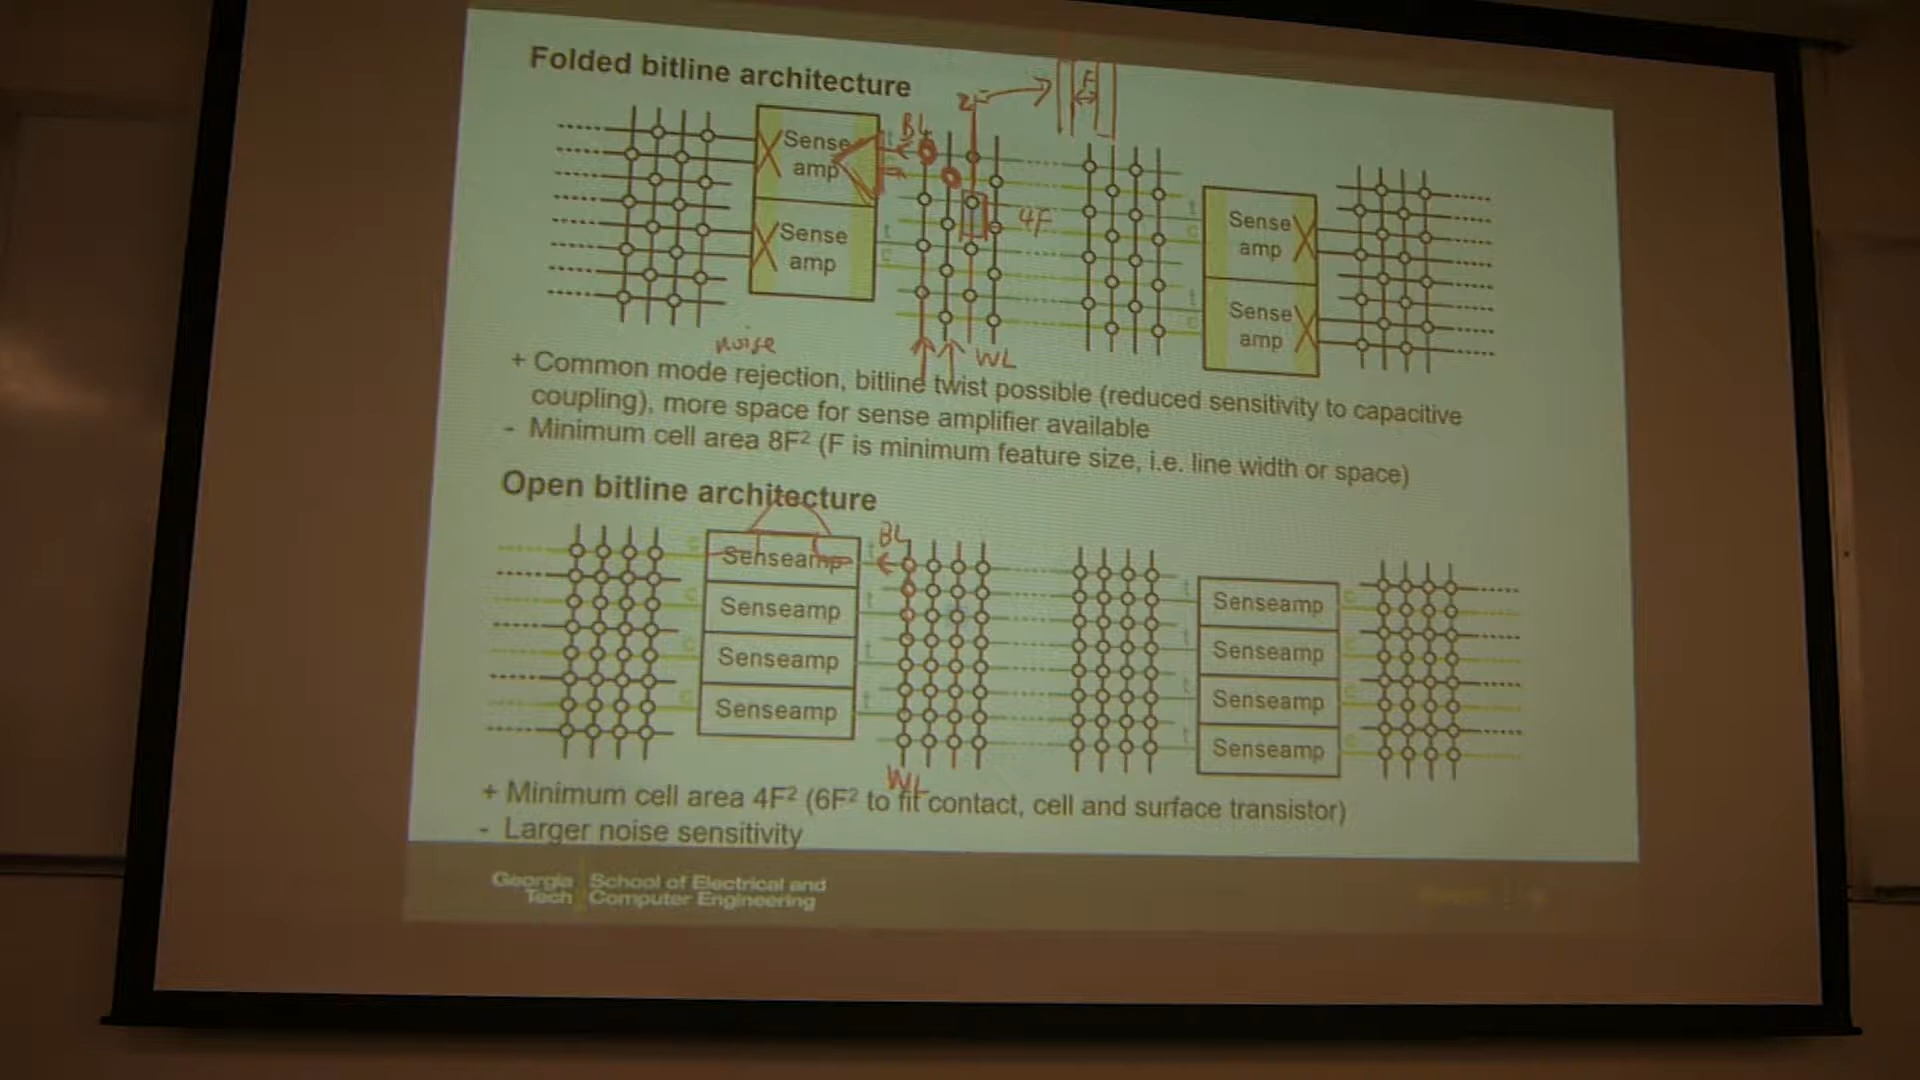 Folded bitline architecture
2F
F
BL
Sense amp
t
c
Sense amp
t
c
4F
t
c
Sense amp
t
c
Sense amp
noise
WL
+ Common mode rejection, bitline twist possible (reduced sensitivity to capacitive
coupling), more space for sense amplifier available
- Minimum cell area 8F² (F is minimum feature size, i.e. line width or space)
Open bitline architecture
BL
c Senseamp t
c Senseamp t
c Senseamp t
c Senseamp t
t Senseamp c
t Senseamp c
t Senseamp c
t Senseamp c
WL
+ Minimum cell area 4F² (6F² to fit contact, cell and surface transistor)
- Larger noise sensitivity
Georgia Tech
School of Electrical and
Computer Engineering